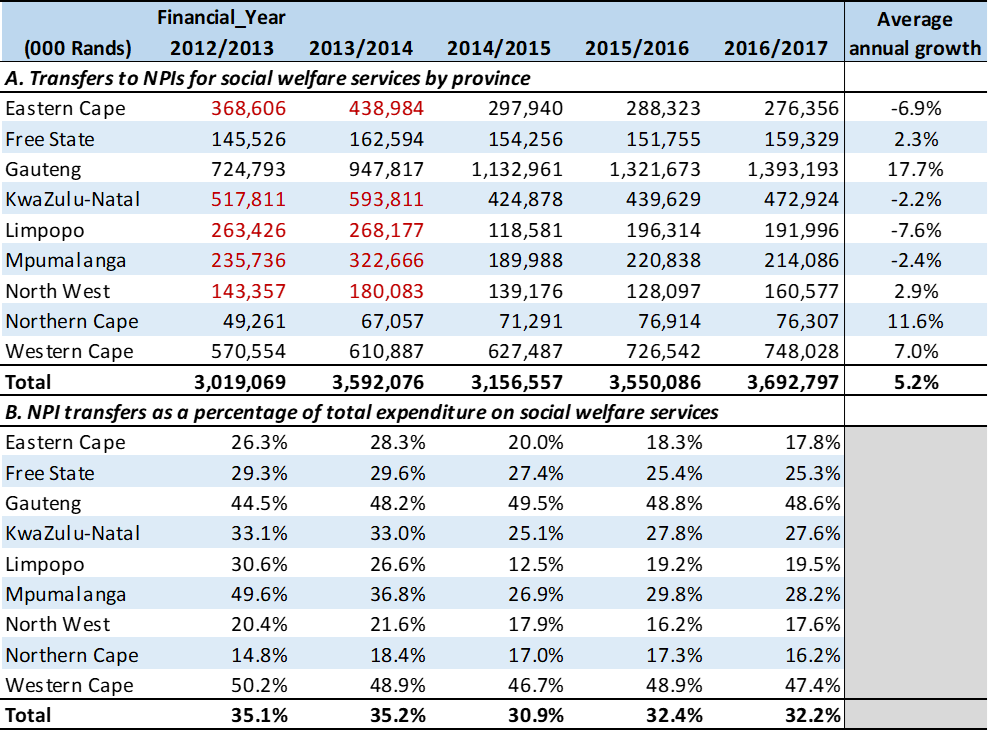 Financial_Year Average
(000 Rands) 2012/2013 2013/2014 2014/2015 2015/2016 2016/2017 annual growth
A. Transfers to NPIs for social welfare services by province
Eastern Cape 368,606 438,984 297,940 288,323 276,356 -6.9%
Free State 145,526 162,594 154,256 151,755 159,329 2.3%
Gauteng 724,793 947,817 1,132,961 1,321,673 1,393,193 17.7%
KwaZulu-Natal 517,811 593,811 424,878 439,629 472,924 -2.2%
Limpopo 263,426 268,177 118,581 196,314 191,996 -7.6%
Mpumalanga 235,736 322,666 189,988 220,838 214,086 -2.4%
North West 143,357 180,083 139,176 128,097 160,577 2.9%
Northern Cape 49,261 67,057 71,291 76,914 76,307 11.6%
Western Cape 570,554 610,887 627,487 726,542 748,028 7.0%
Total 3,019,069 3,592,076 3,156,557 3,550,086 3,692,797 5.2%
B. NPI transfers as a percentage of total expenditure on social welfare services
Eastern Cape 26.3% 28.3% 20.0% 18.3% 17.8%
Free State 29.3% 29.6% 27.4% 25.4% 25.3%
Gauteng 44.5% 48.2% 49.5% 48.8% 48.6%
KwaZulu-Natal 33.1% 33.0% 25.1% 27.8% 27.6%
Limpopo 30.6% 26.6% 12.5% 19.2% 19.5%
Mpumalanga 49.6% 36.8% 26.9% 29.8% 28.2%
North West 20.4% 21.6% 17.9% 16.2% 17.6%
Northern Cape 14.8% 18.4% 17.0% 17.3% 16.2%
Western Cape 50.2% 48.9% 46.7% 48.9% 47.4%
Total 35.1% 35.2% 30.9% 32.4% 32.2%